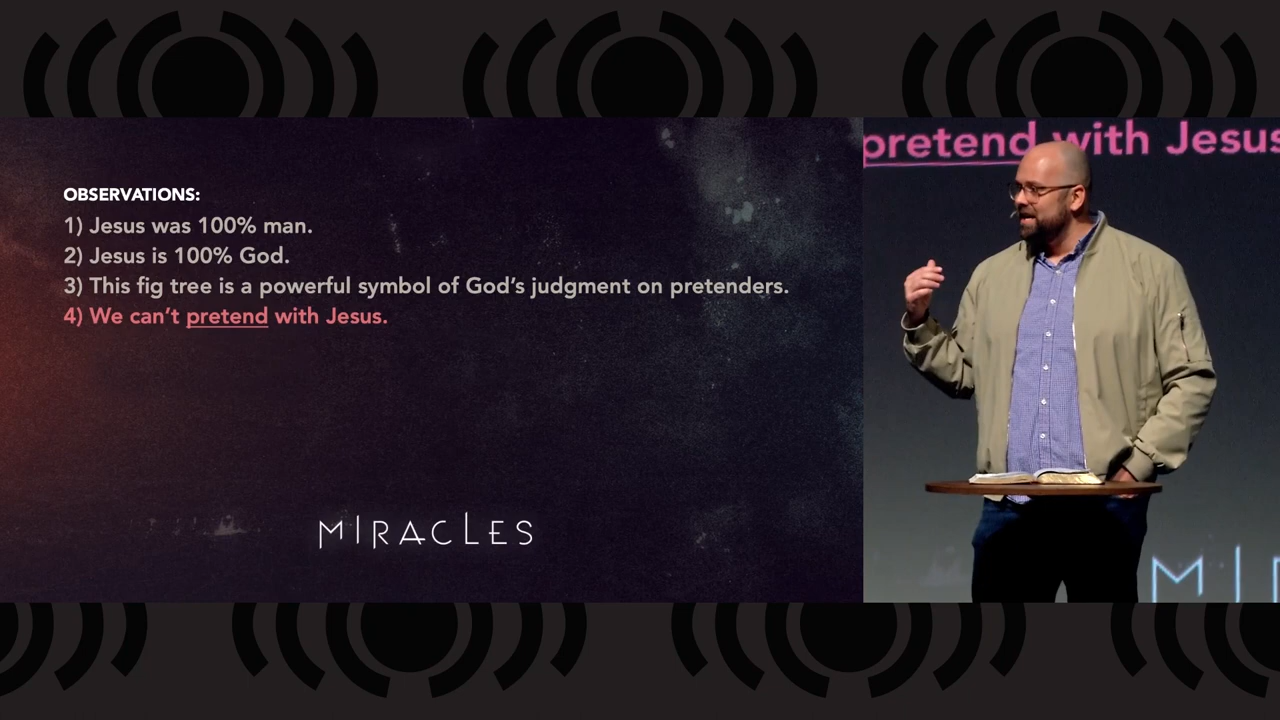 OBSERVATIONS:
1) Jesus was 100% man.
2) Jesus is 100% God.
3) This fig tree is a powerful symbol of God’s judgment on pretenders.
4) We can’t pretend with Jesus.
MIRACLES
pretend with Jesus
MI